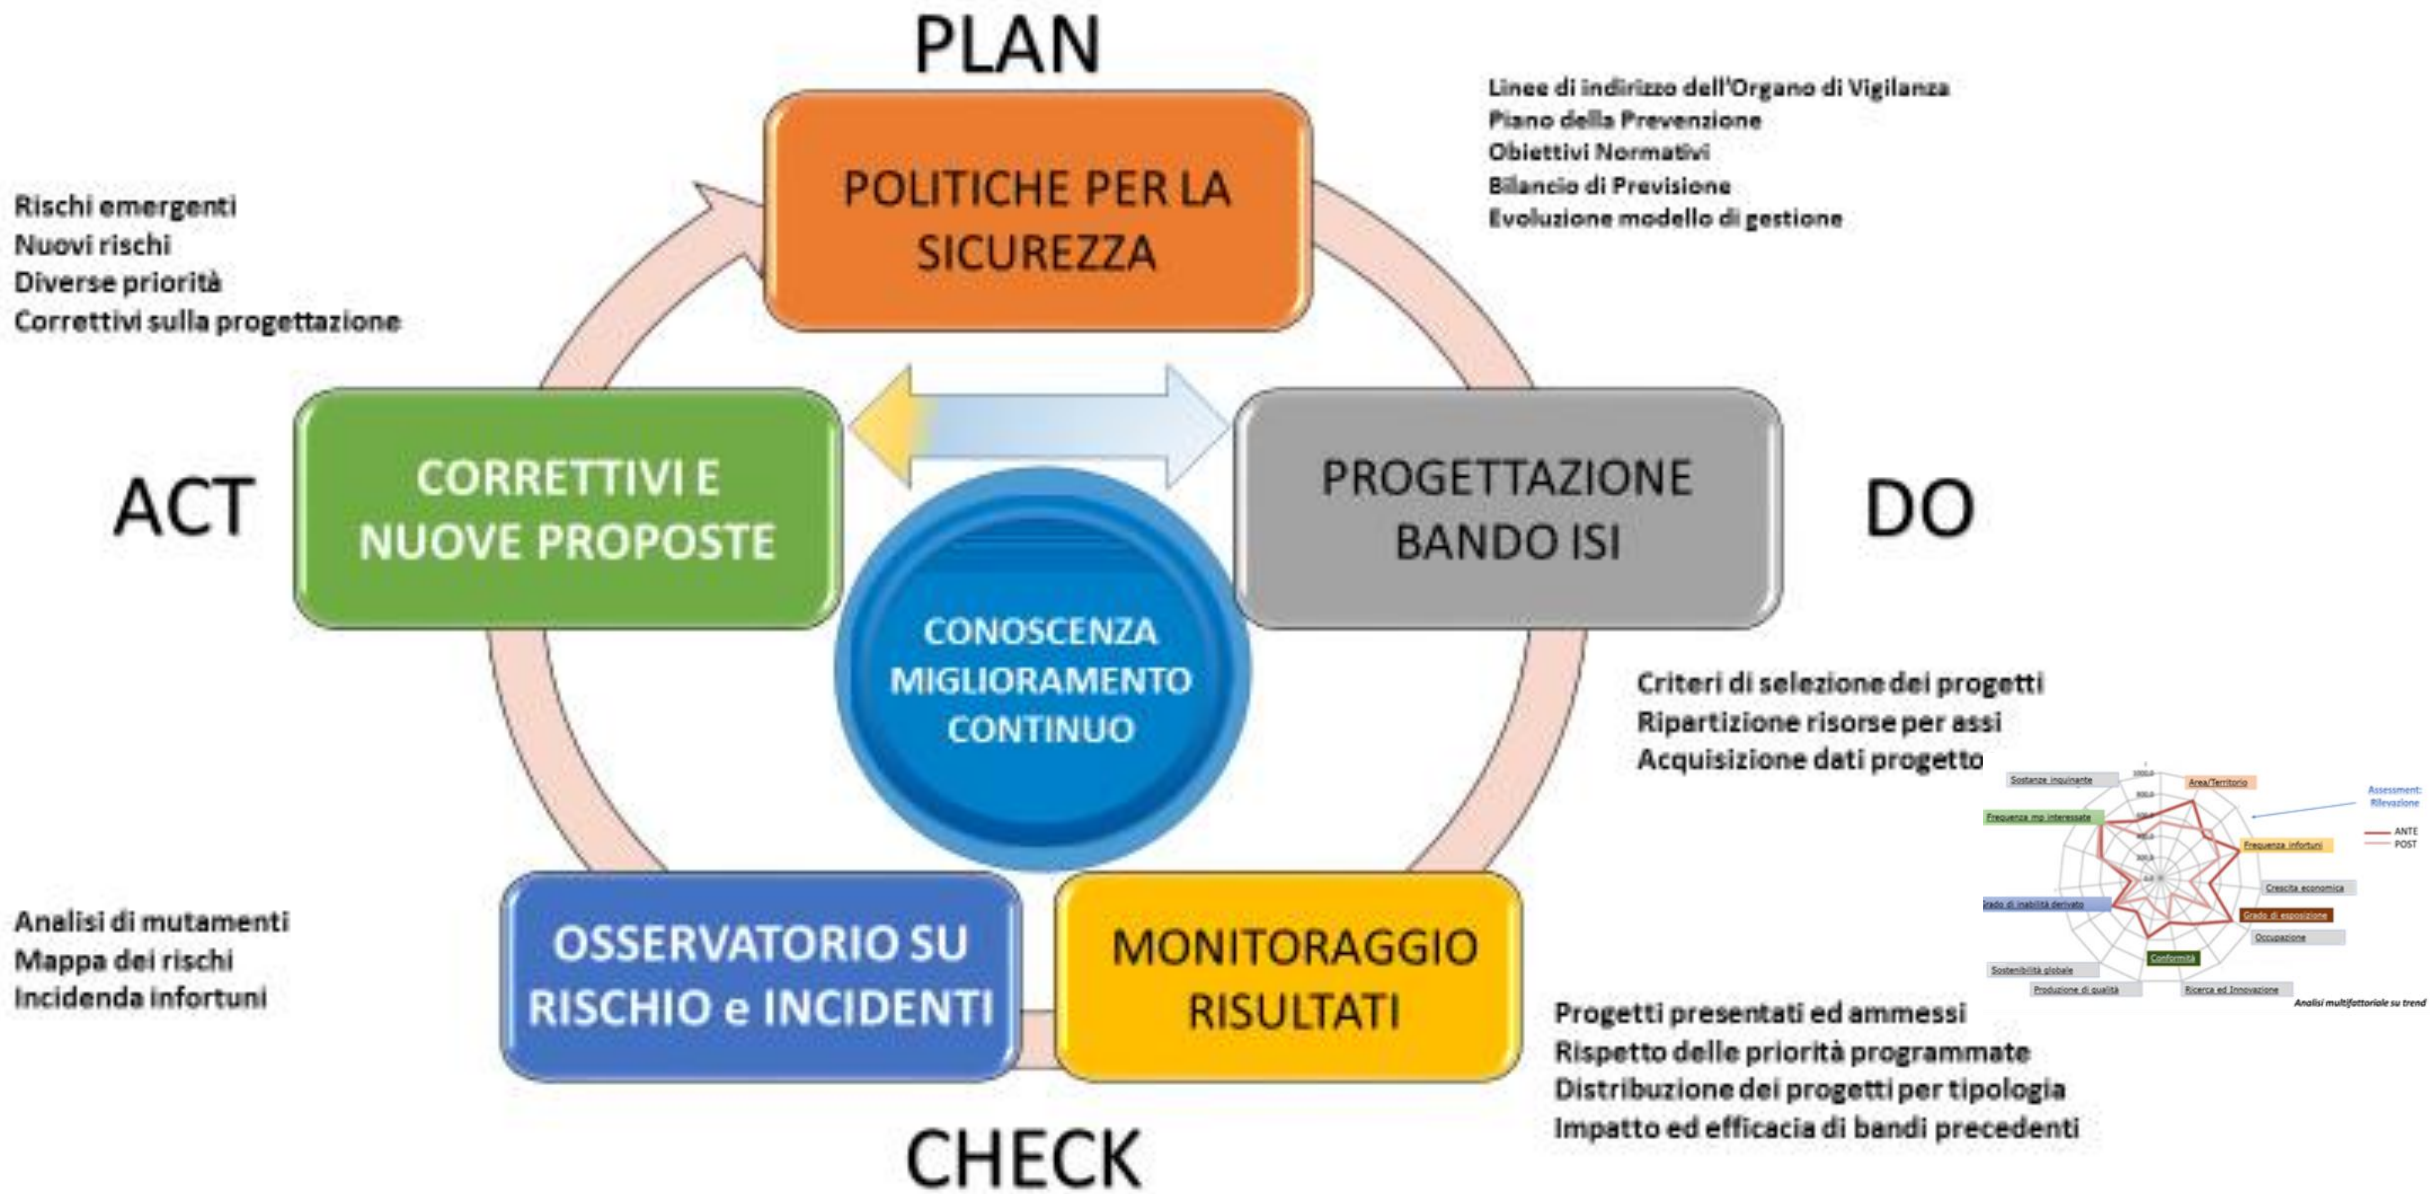 PLAN
POLITICHE PER LA
SICUREZZA
Linee di indirizzo dell'Organo di Vigilanza
Piano della Prevenzione
Obiettivi Normativi
Bilancio di Previsione
Evoluzione modello di gestione
Rischi emergenti
Nuovi rischi
Diverse priorità
Correttivi sulla progettazione
ACT
CORRETTIVI E
NUOVE PROPOSTE
PROGETTAZIONE
BANDO ISI
DO
CONOSCENZA
MIGLIORAMENTO
CONTINUO
Criteri di selezione dei progetti
Ripartizione risorse per assi
Acquisizione dati progetto
Sostanze inquinante
Area/Territorio
Assessment:
Rilevazione
Frequenza mp interessate
ANTE
POST
Frequenza infortuni
Crescita economica
Grado di inabilità derivato
Grado di esposizione
Occupazione
Conformità
Sostenibilità globale
Produzione di qualità
Ricerca ed Innovazione
Analisi multifattoriale su trend
OSSERVATORIO SU
RISCHIO e INCIDENTI
MONITORAGGIO
RISULTATI
Analisi di mutamenti
Mappa dei rischi
Incidenda infortuni
Progetti presentati ed ammessi
Rispetto delle priorità programmate
Distribuzione dei progetti per tipologia
Impatto ed efficacia di bandi precedenti
CHECK